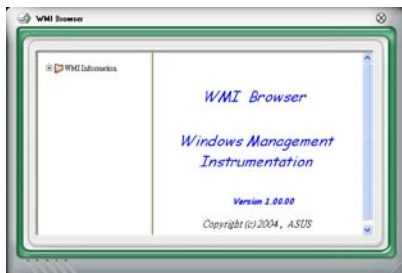 WMI Browser
WMI Information
WMI Browser
Windows Management
Instrumentation
Version 1.00.00
Copyright (c) 2004, ASUS